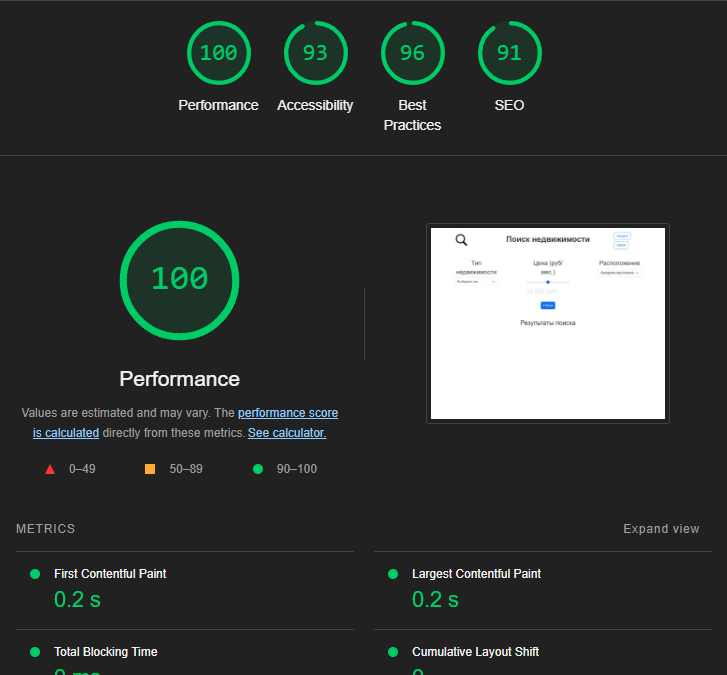 100
93
96
91
Performance
Accessibility
Best
Practices
SEO
100
Performance
Values are estimated and may vary. The performance score
is calculated directly from these metrics. See calculator.
0–49
50–89
90–100
Поиск недвижимости
Тип
недвижимости
Цена (руб/
мес.)
Расположение
Результаты поиска
METRICS
Expand view
First Contentful Paint
0.2 s
Largest Contentful Paint
0.2 s
Total Blocking Time
Cumulative Layout Shift